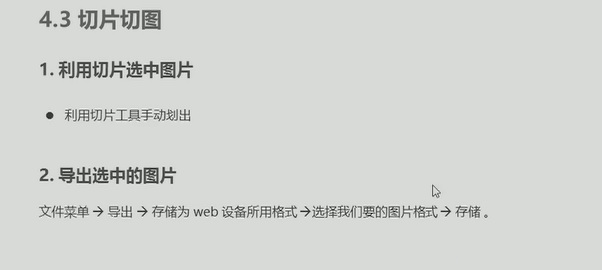 4.3 切片切图
1. 利用切片选中图片
● 利用切片工具手动划出
2. 导出选中的图片
文件菜单 → 导出 → 存储为 web 设备所用格式 →选择我们要的图片格式 → 存储 。